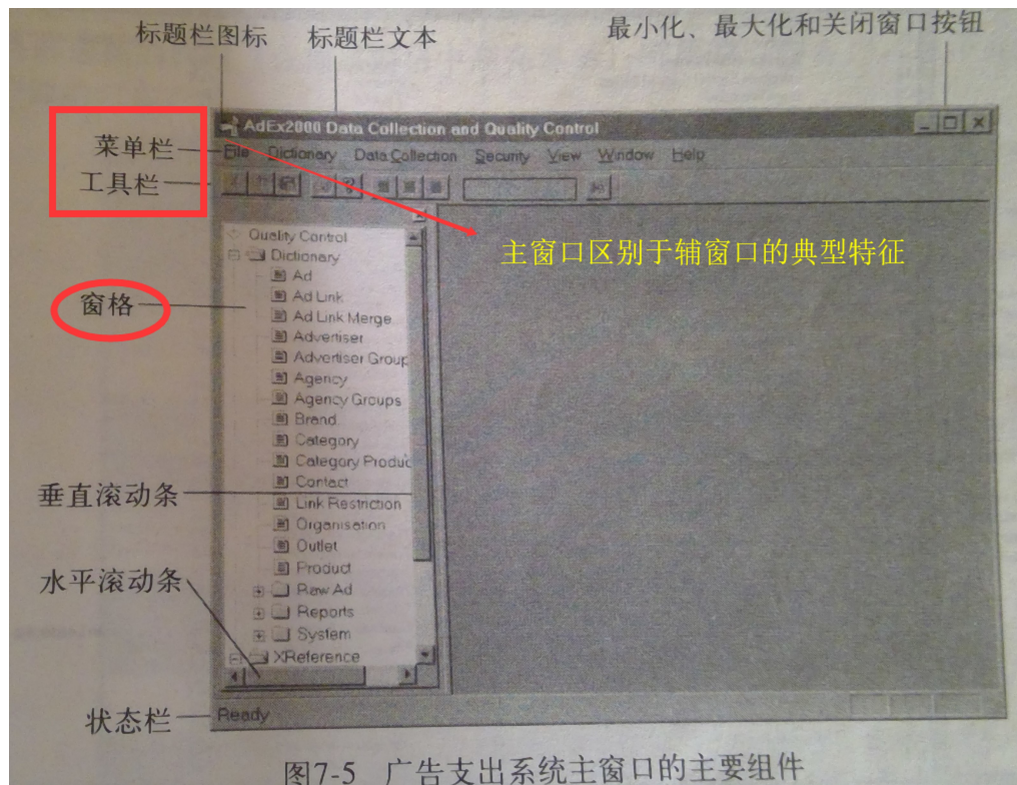 标题栏图标 标题栏文本 最小化、最大化和关闭窗口按钮
AdEx2000 Data Collection and Quality Control
菜单栏 File Dictionary Data Collection Security View Window Help
工具栏
主窗口区别于辅窗口的典型特征
Quality Control
Dictionary
Ad
窗格
Ad Link
Ad Link Merge
Advertiser
Advertiser Group
Agency
Agency Groups
Brand
Category
Category Produc
Contact
垂直滚动条
Link Restriction
Organisation
Outlet
Product
水平滚动条
Raw Ad
Reports
System
XReference
状态栏 Ready
图7-5 广告支出系统主窗口的主要组件